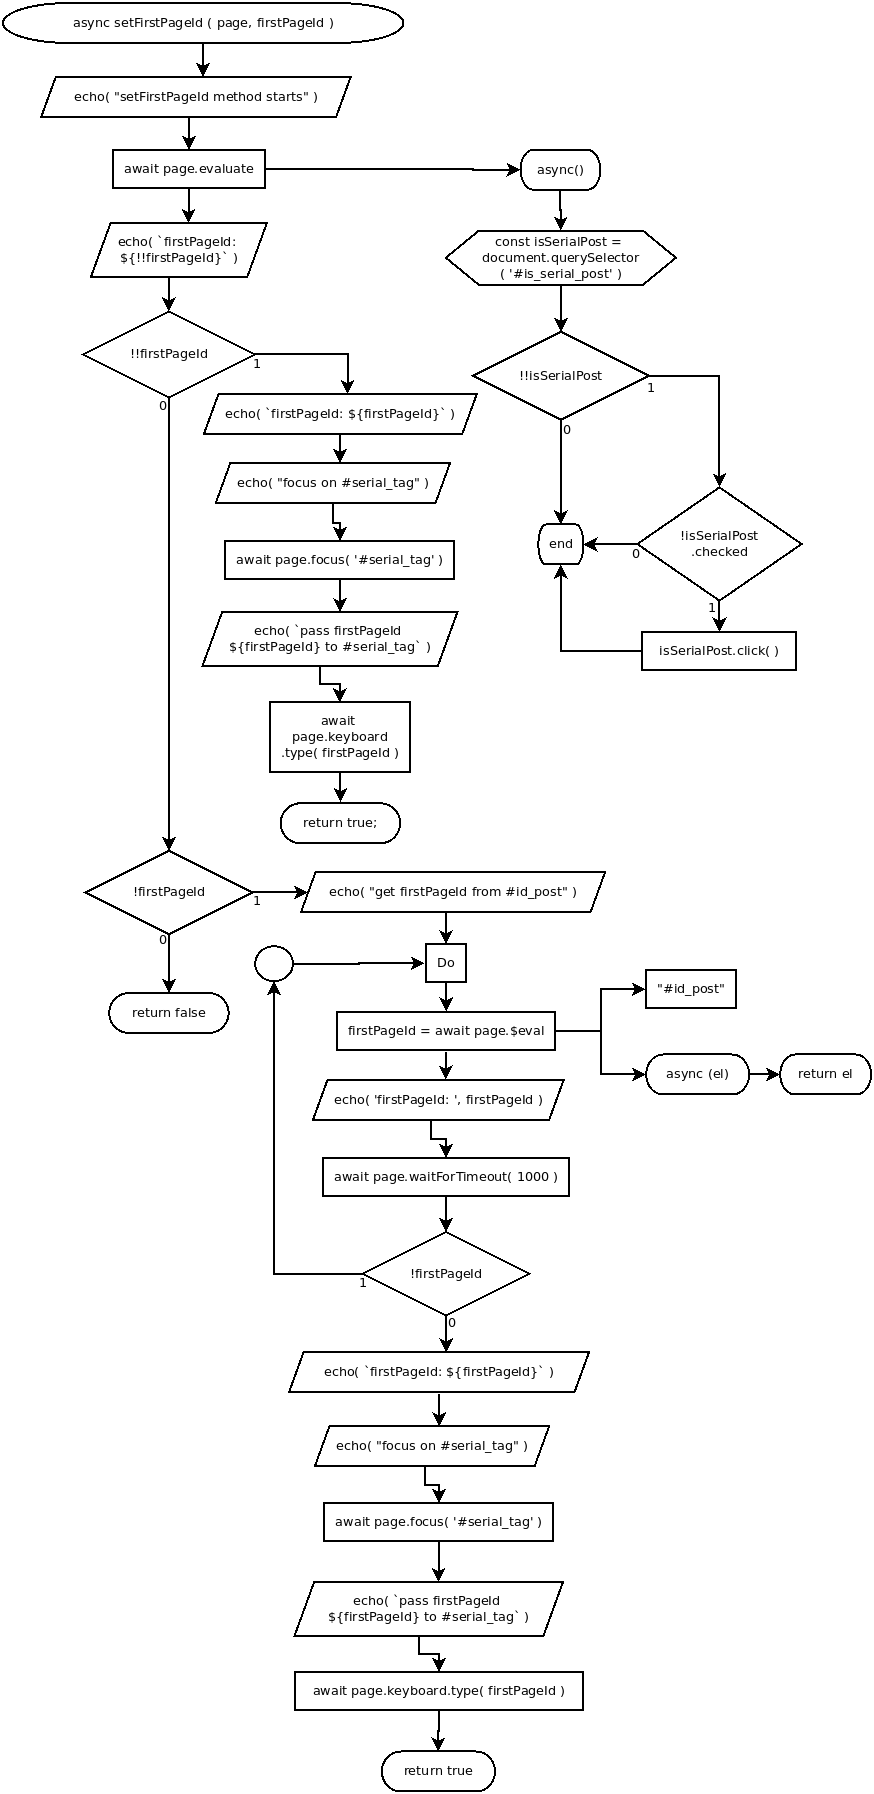 async setFirstPageId ( page, firstPageId )
echo( "setFirstPageId method starts" )
await page.evaluate
async()
echo( `firstPageId:
${!!firstPageId}` )
const isSerialPost =
document.querySelector
( '#is_serial_post' )
!!firstPageId
1
0
!!isSerialPost
1
0
echo( `firstPageId: ${firstPageId}` )
echo( "focus on #serial_tag" )
await page.focus( '#serial_tag' )
echo( `pass firstPageId
${firstPageId} to #serial_tag` )
await
page.keyboard
.type( firstPageId )
return true;
end
!isSerialPost
.checked
0
1
isSerialPost.click( )
!firstPageId
1
0
return false
echo( "get firstPageId from #id_post" )
Do
firstPageId = await page.$eval
"#id_post"
async (el)
return el
echo( 'firstPageId: ', firstPageId )
await page.waitForTimeout( 1000 )
!firstPageId
1
0
echo( `firstPageId: ${firstPageId}` )
echo( "focus on #serial_tag" )
await page.focus( '#serial_tag' )
echo( `pass firstPageId
${firstPageId} to #serial_tag` )
await page.keyboard.type( firstPageId )
return true